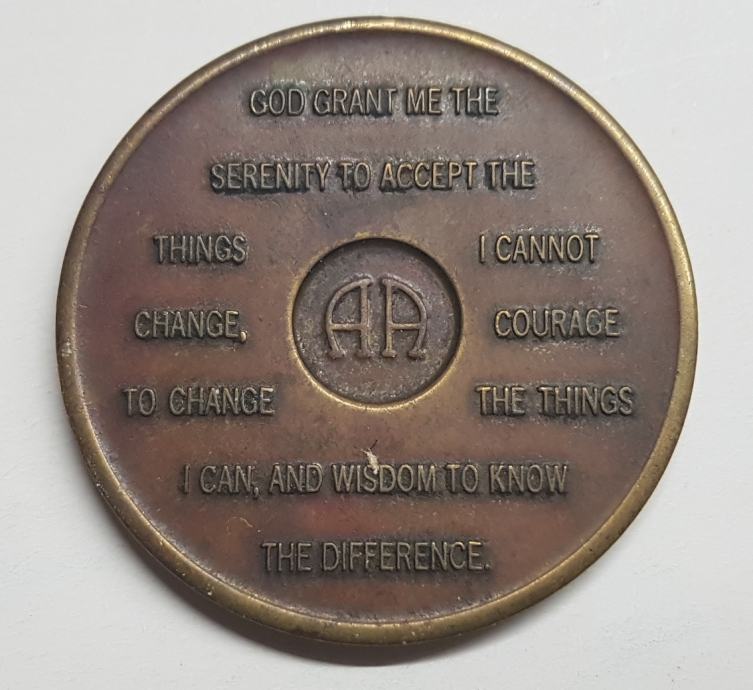 GOD GRANT ME THE
SERENITY TO ACCEPT THE
THINGS I CANNOT
CHANGE, AA COURAGE
TO CHANGE THE THINGS
I CAN, AND WISDOM TO KNOW
THE DIFFERENCE.